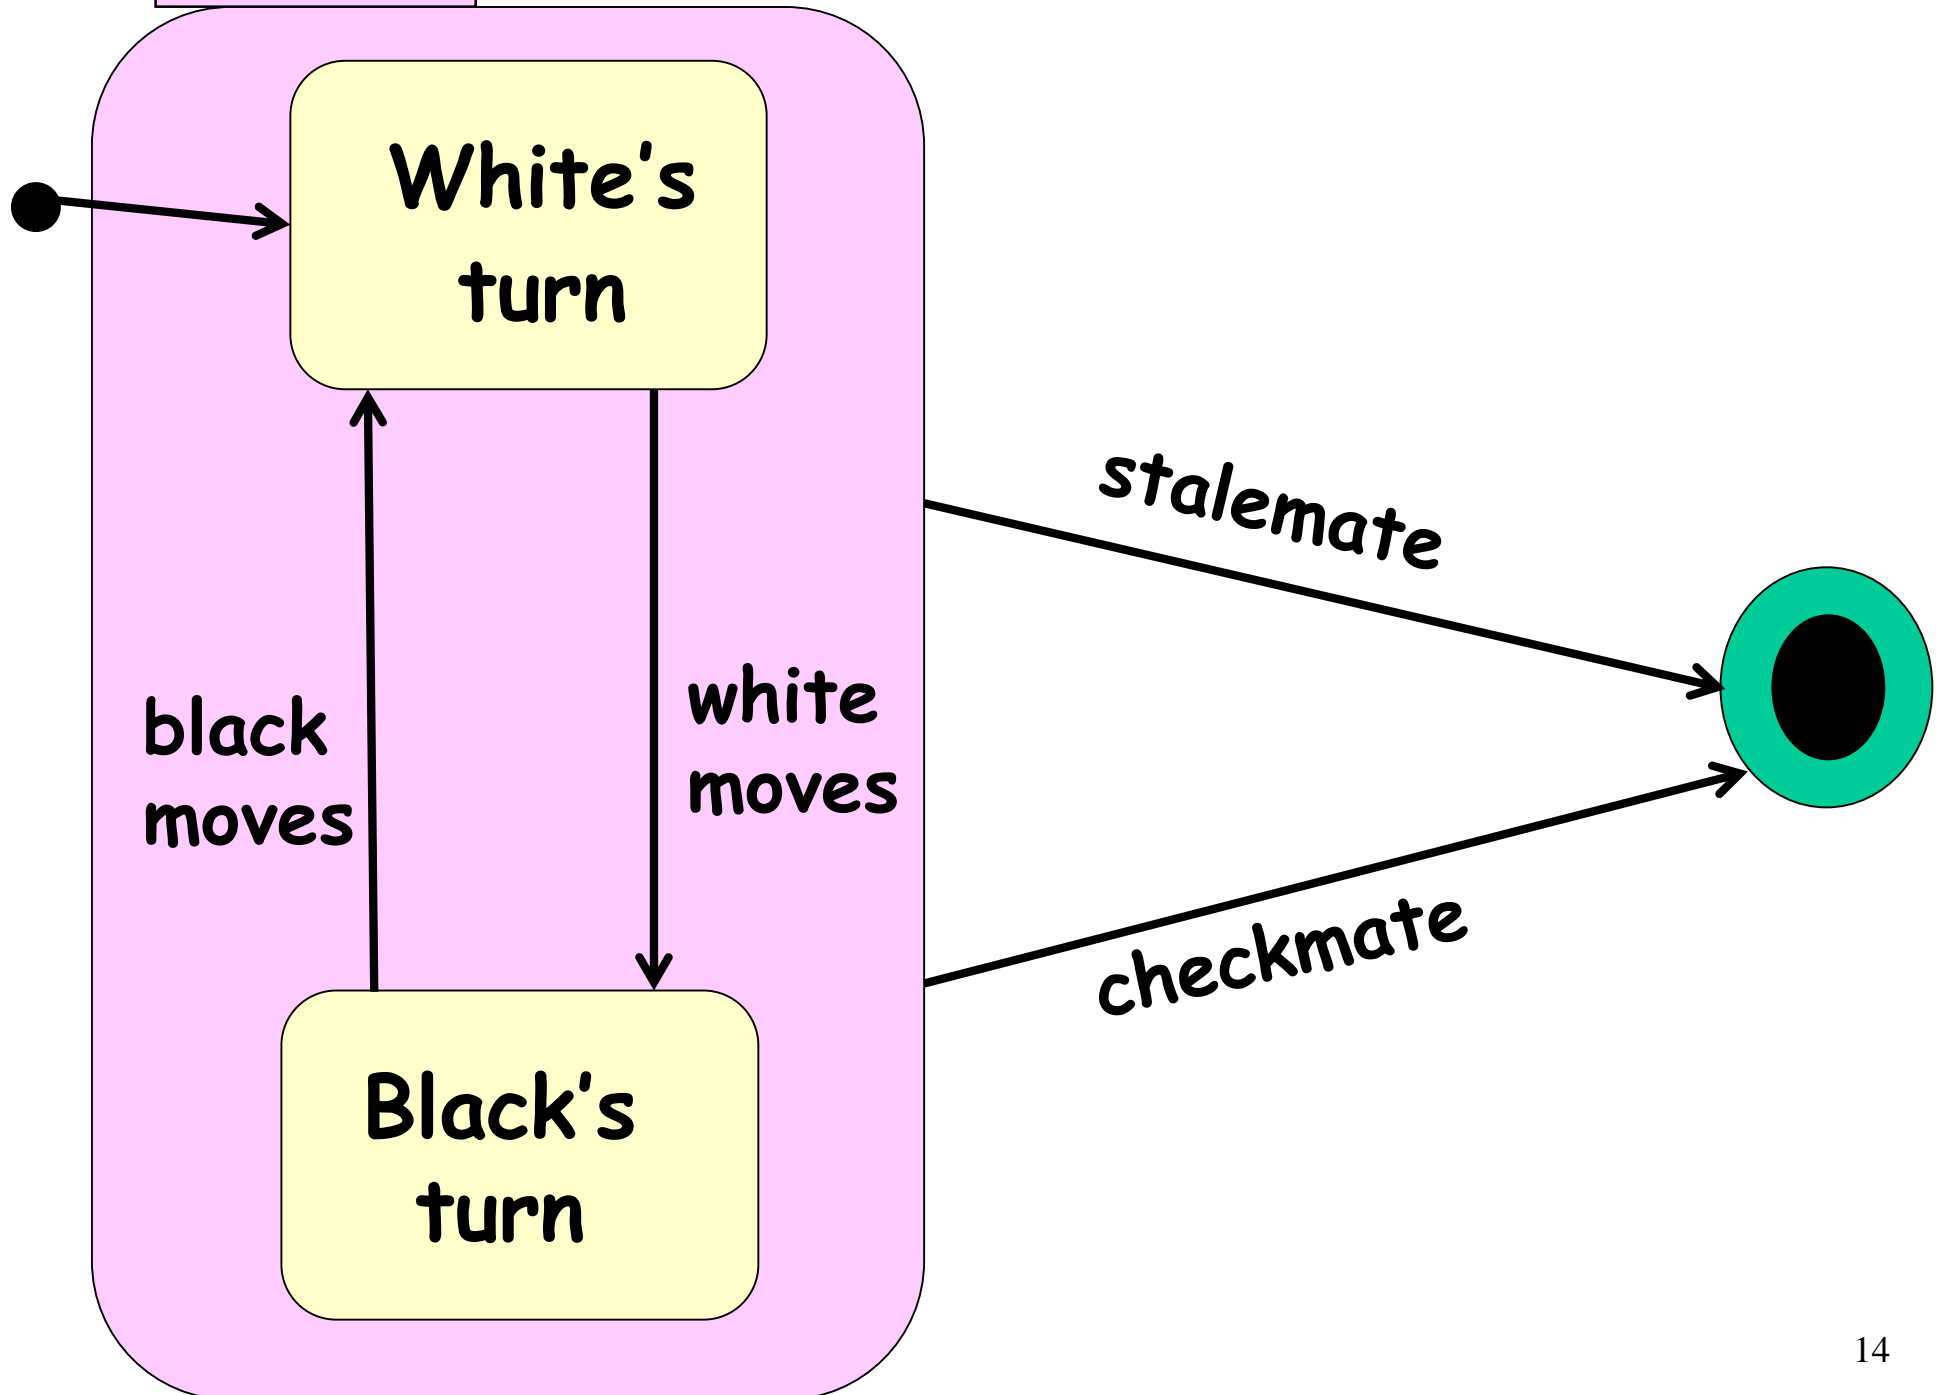 White’s
turn
stalemate
black
moves
white
moves
checkmate
Black’s
turn
14